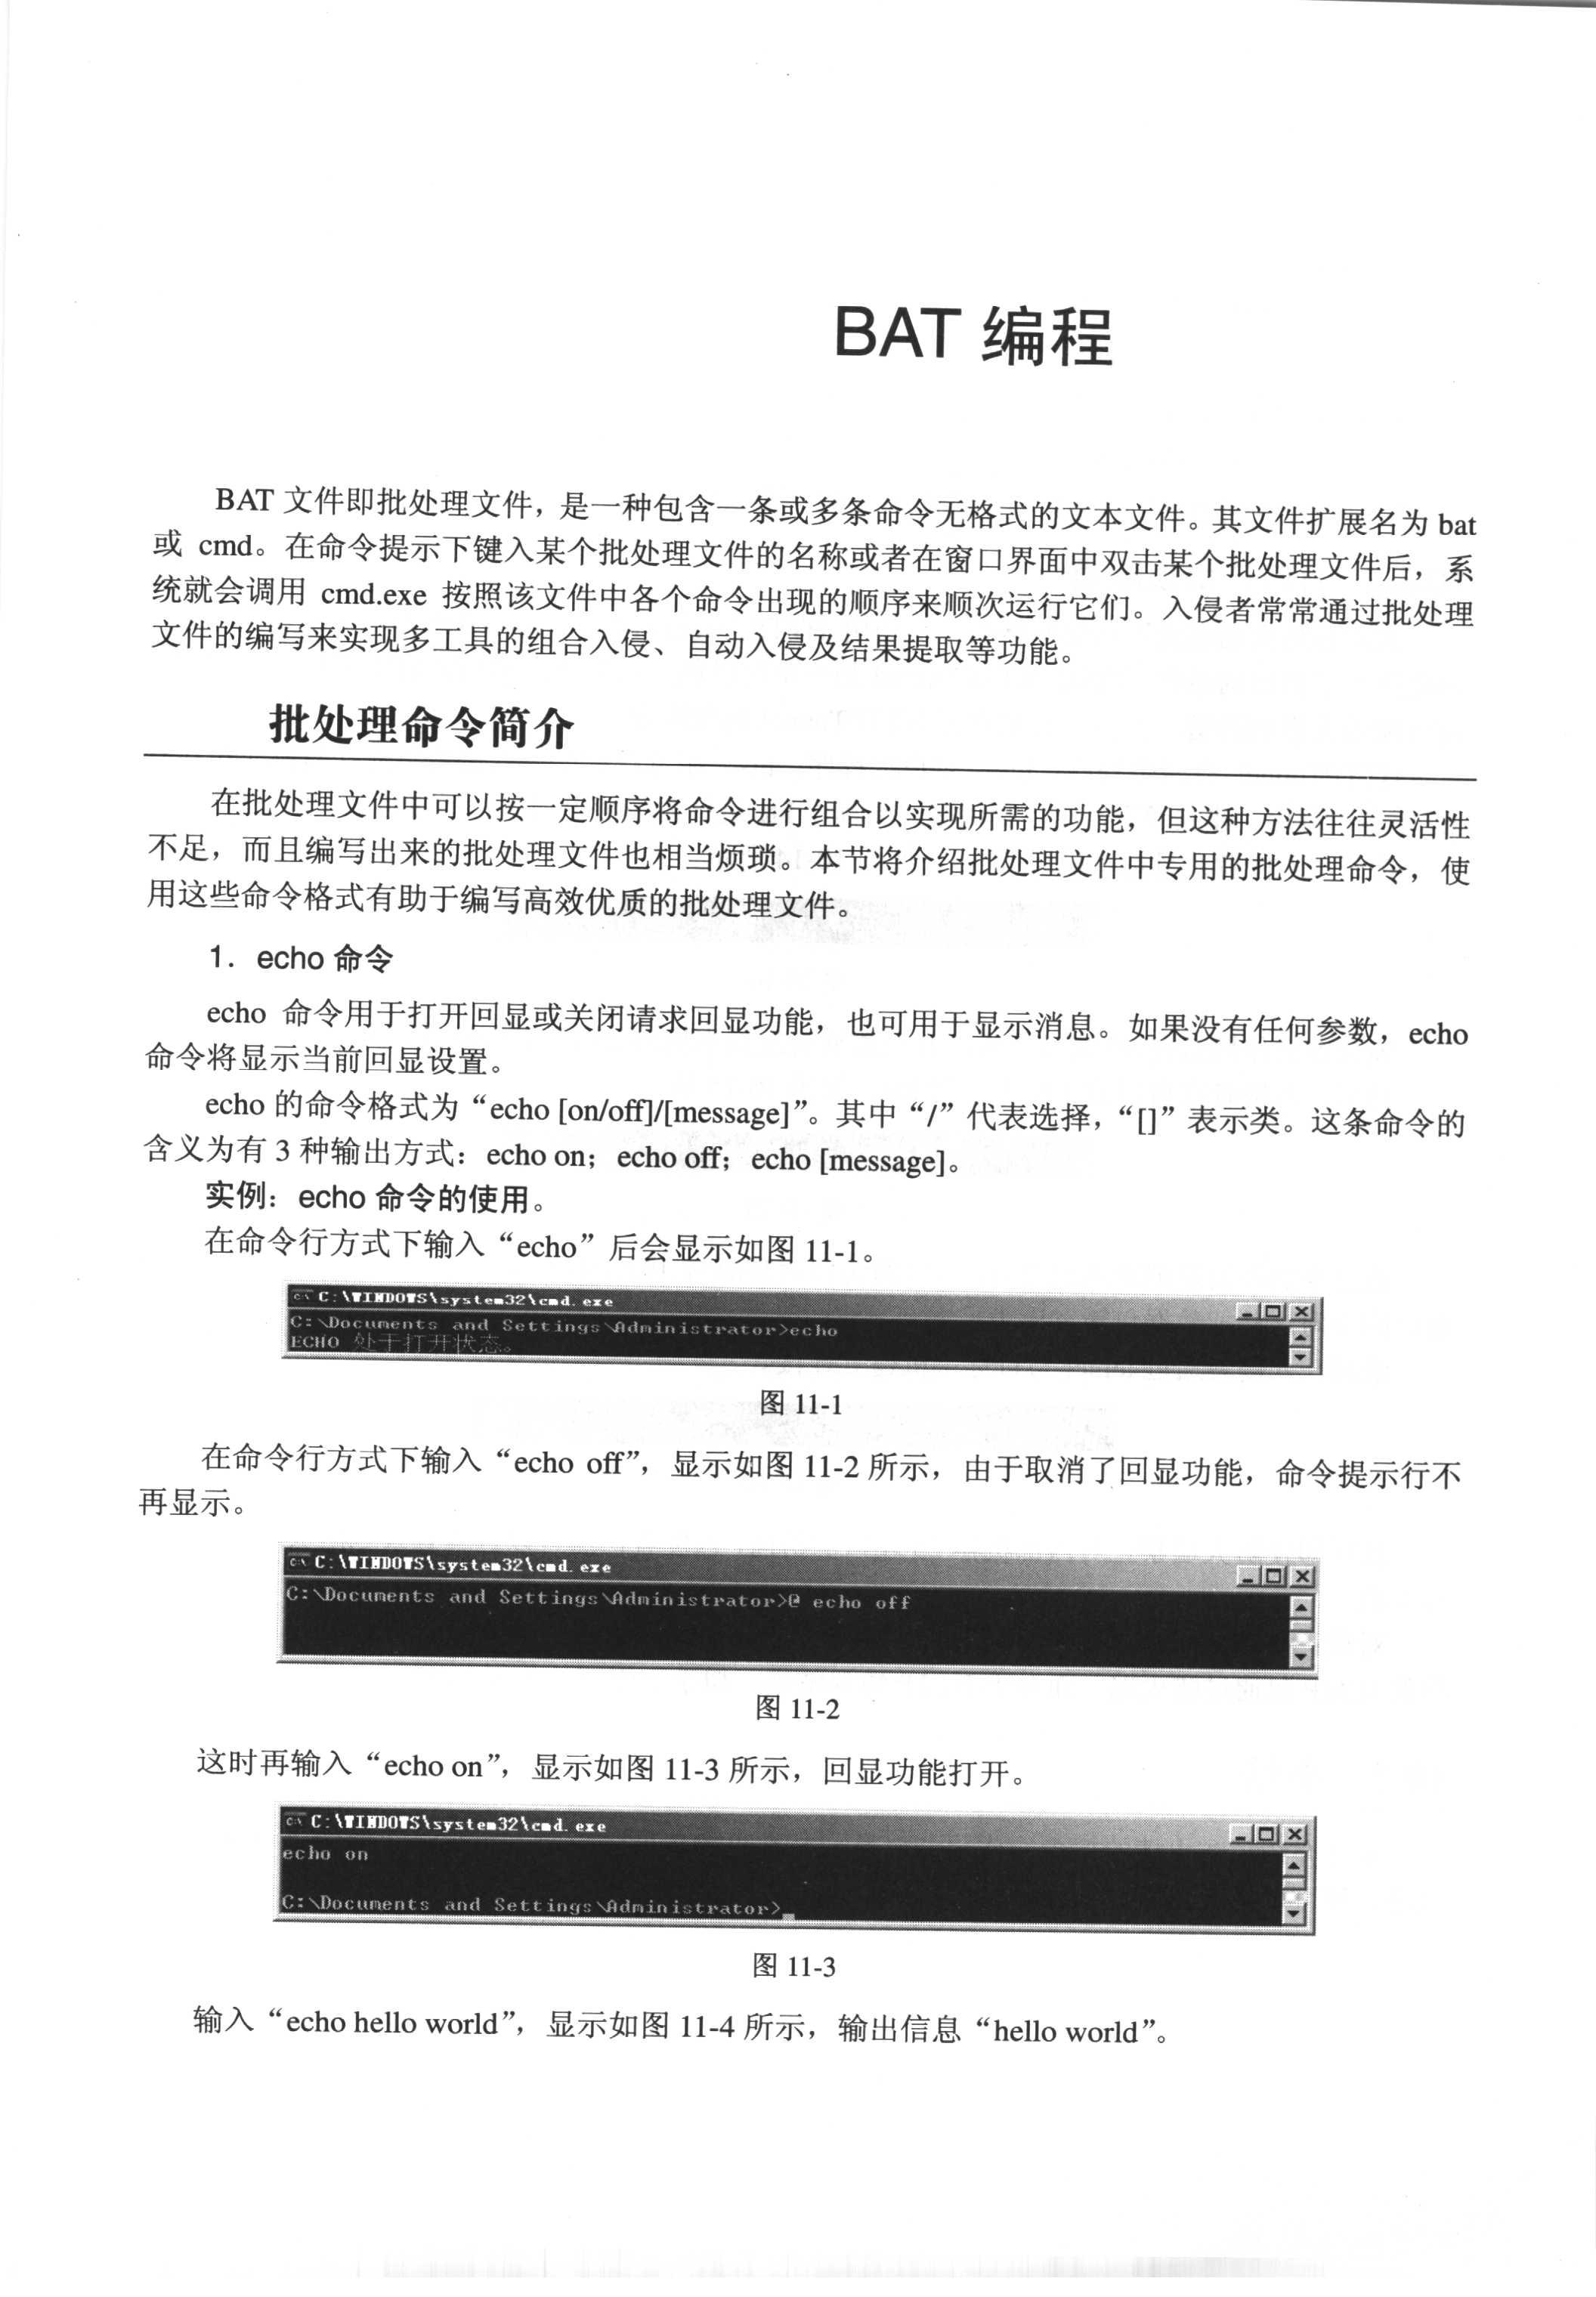 BAT 编程
BAT 文件即批处理文件，是一种包含一条或多条命令无格式的文本文件。其文件扩展名为 bat
或 cmd。在命令提示下键入某个批处理文件的名称或者在窗口界面中双击某个批处理文件后，系
统就会调用 cmd.exe 按照该文件中各个命令出现的顺序来顺次运行它们。入侵者常常通过批处理
文件的编写来实现多工具的组合入侵、自动入侵及结果提取等功能。
批处理命令简介
在批处理文件中可以按一定顺序将命令进行组合以实现所需的功能，但这种方法往往灵活性
不足，而且编写出来的批处理文件也相当烦琐。本节将介绍批处理文件中专用的批处理命令，使
用这些命令格式有助于编写高效优质的批处理文件。
1. echo 命令
echo 命令用于打开回显或关闭请求回显功能，也可用于显示消息。如果没有任何参数，echo
命令将显示当前回显设置。
echo 的命令格式为“echo [on/off]/[message]”。其中“/”代表选择，“[]”表示类。这条命令的
含义为有 3 种输出方式：echo on；echo off；echo [message]。
实例：echo 命令的使用。
在命令行方式下输入“echo”后会显示如图 11-1。
C:\WINDOWS\system32\cmd.exe
C:\Documents and Settings\Administrator>echo
ECHO 处于打开状态。
图 11-1
在命令行方式下输入“echo off”，显示如图 11-2 所示，由于取消了回显功能，命令提示行不
再显示。
C:\WINDOWS\system32\cmd.exe
C:\Documents and Settings\Administrator>@ echo off
图 11-2
这时再输入“echo on”，显示如图 11-3 所示，回显功能打开。
C:\WINDOWS\system32\cmd.exe
echo on
C:\Documents and Settings\Administrator>_
图 11-3
输入“echo hello world”，显示如图 11-4 所示，输出信息“hello world”。